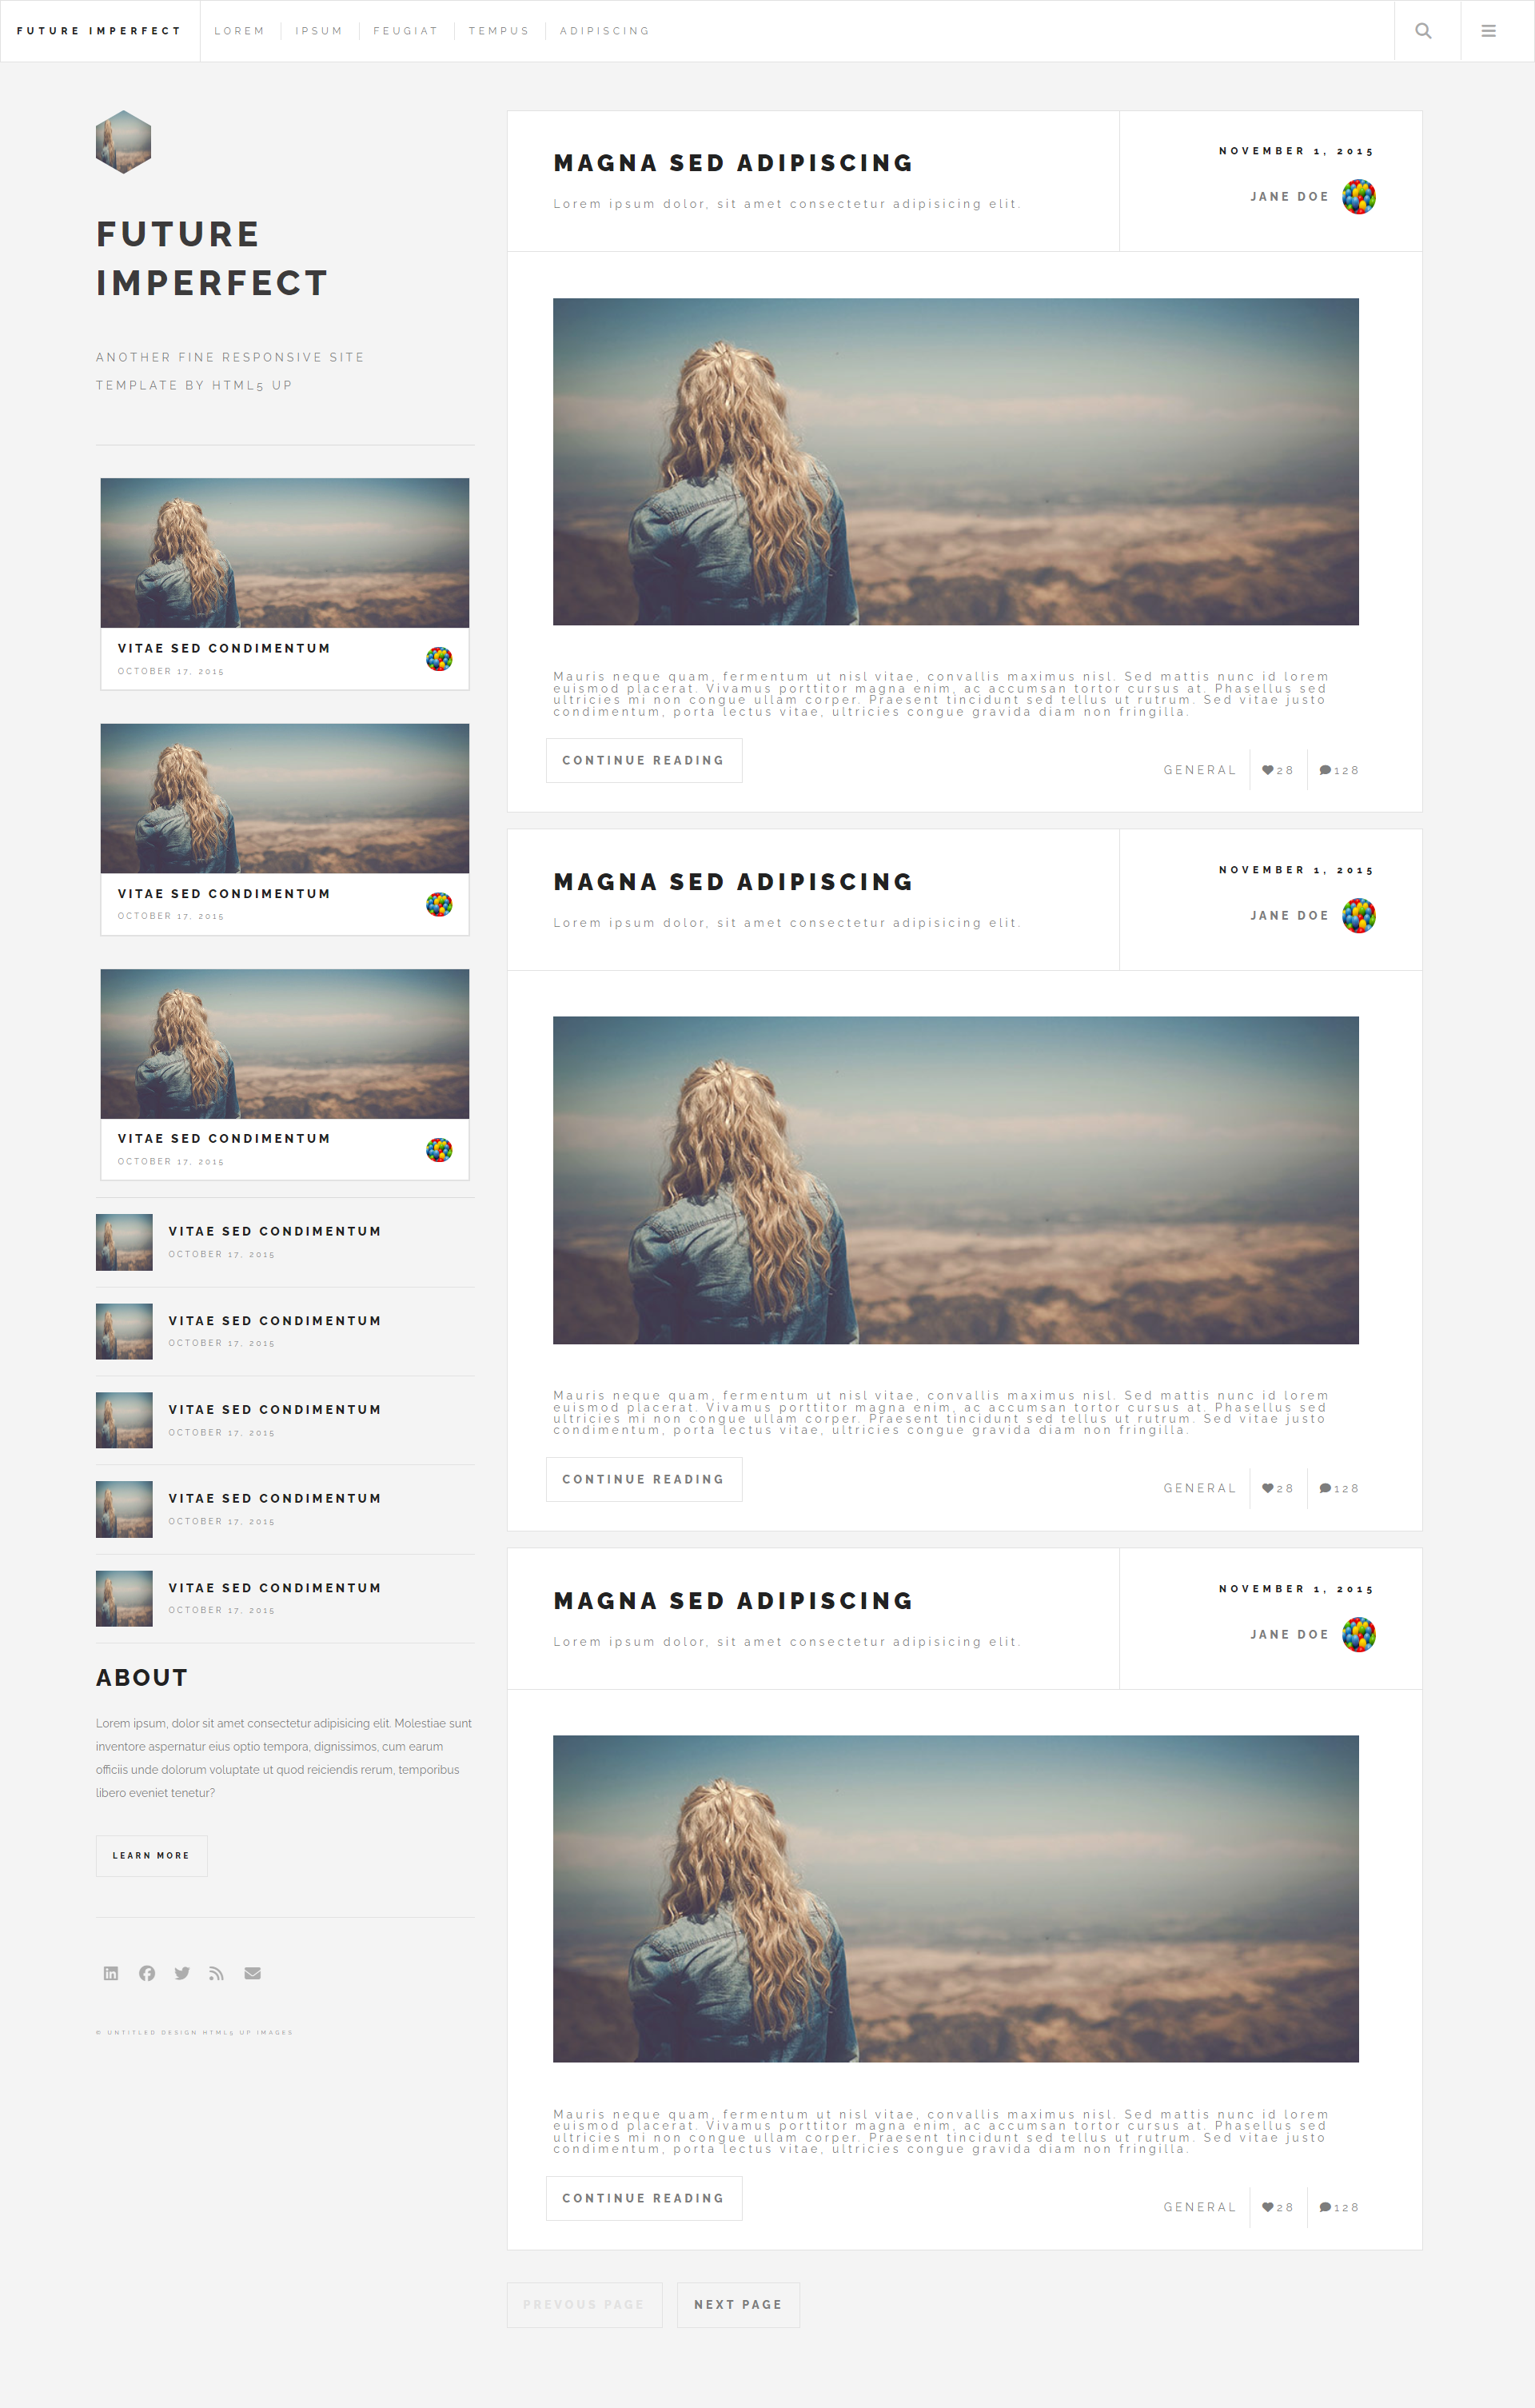 FUTURE IMPERFECT
LOREM
IPSUM
FEUGIAT
TEMPUS
ADIPISCING
FUTURE
IMPERFECT
ANOTHER FINE RESPONSIVE SITE
TEMPLATE BY HTML5 UP
VITAE SED CONDIMENTUM
OCTOBER 17, 2015
VITAE SED CONDIMENTUM
OCTOBER 17, 2015
VITAE SED CONDIMENTUM
OCTOBER 17, 2015
VITAE SED CONDIMENTUM
OCTOBER 17, 2015
VITAE SED CONDIMENTUM
OCTOBER 17, 2015
VITAE SED CONDIMENTUM
OCTOBER 17, 2015
VITAE SED CONDIMENTUM
OCTOBER 17, 2015
VITAE SED CONDIMENTUM
OCTOBER 17, 2015
ABOUT
Lorem ipsum, dolor sit amet consectetur adipisicing elit. Molestiae sunt
inventore aspernatur eius optio tempora, dignissimos, cum earum
officiis unde dolorum voluptate ut quod reiciendis rerum, temporibus
libero eveniet tenetur?
LEARN MORE
© UNTITLED DESIGN HTML5 UP IMAGES
MAGNA SED ADIPISCING
Lorem ipsum dolor, sit amet consectetur adipisicing elit.
NOVEMBER 1, 2015
JANE DOE
Mauris neque quam, fermentum ut nisl vitae, convallis maximus nisl. Sed mattis nunc id lorem
euismod placerat. Vivamus porttitor magna enim, ac accumsan tortor cursus at. Phasellus sed
ultricies mi non congue ullam corper. Praesent tincidunt sed tellus ut rutrum. Sed vitae justo
condimentum, porta lectus vitae, ultricies congue gravida diam non fringilla.
CONTINUE READING
GENERAL
28
128
MAGNA SED ADIPISCING
Lorem ipsum dolor, sit amet consectetur adipisicing elit.
NOVEMBER 1, 2015
JANE DOE
Mauris neque quam, fermentum ut nisl vitae, convallis maximus nisl. Sed mattis nunc id lorem
euismod placerat. Vivamus porttitor magna enim, ac accumsan tortor cursus at. Phasellus sed
ultricies mi non congue ullam corper. Praesent tincidunt sed tellus ut rutrum. Sed vitae justo
condimentum, porta lectus vitae, ultricies congue gravida diam non fringilla.
CONTINUE READING
GENERAL
28
128
MAGNA SED ADIPISCING
Lorem ipsum dolor, sit amet consectetur adipisicing elit.
NOVEMBER 1, 2015
JANE DOE
Mauris neque quam, fermentum ut nisl vitae, convallis maximus nisl. Sed mattis nunc id lorem
euismod placerat. Vivamus porttitor magna enim, ac accumsan tortor cursus at. Phasellus sed
ultricies mi non congue ullam corper. Praesent tincidunt sed tellus ut rutrum. Sed vitae justo
condimentum, porta lectus vitae, ultricies congue gravida diam non fringilla.
CONTINUE READING
GENERAL
28
128
PREVOUS PAGE
NEXT PAGE